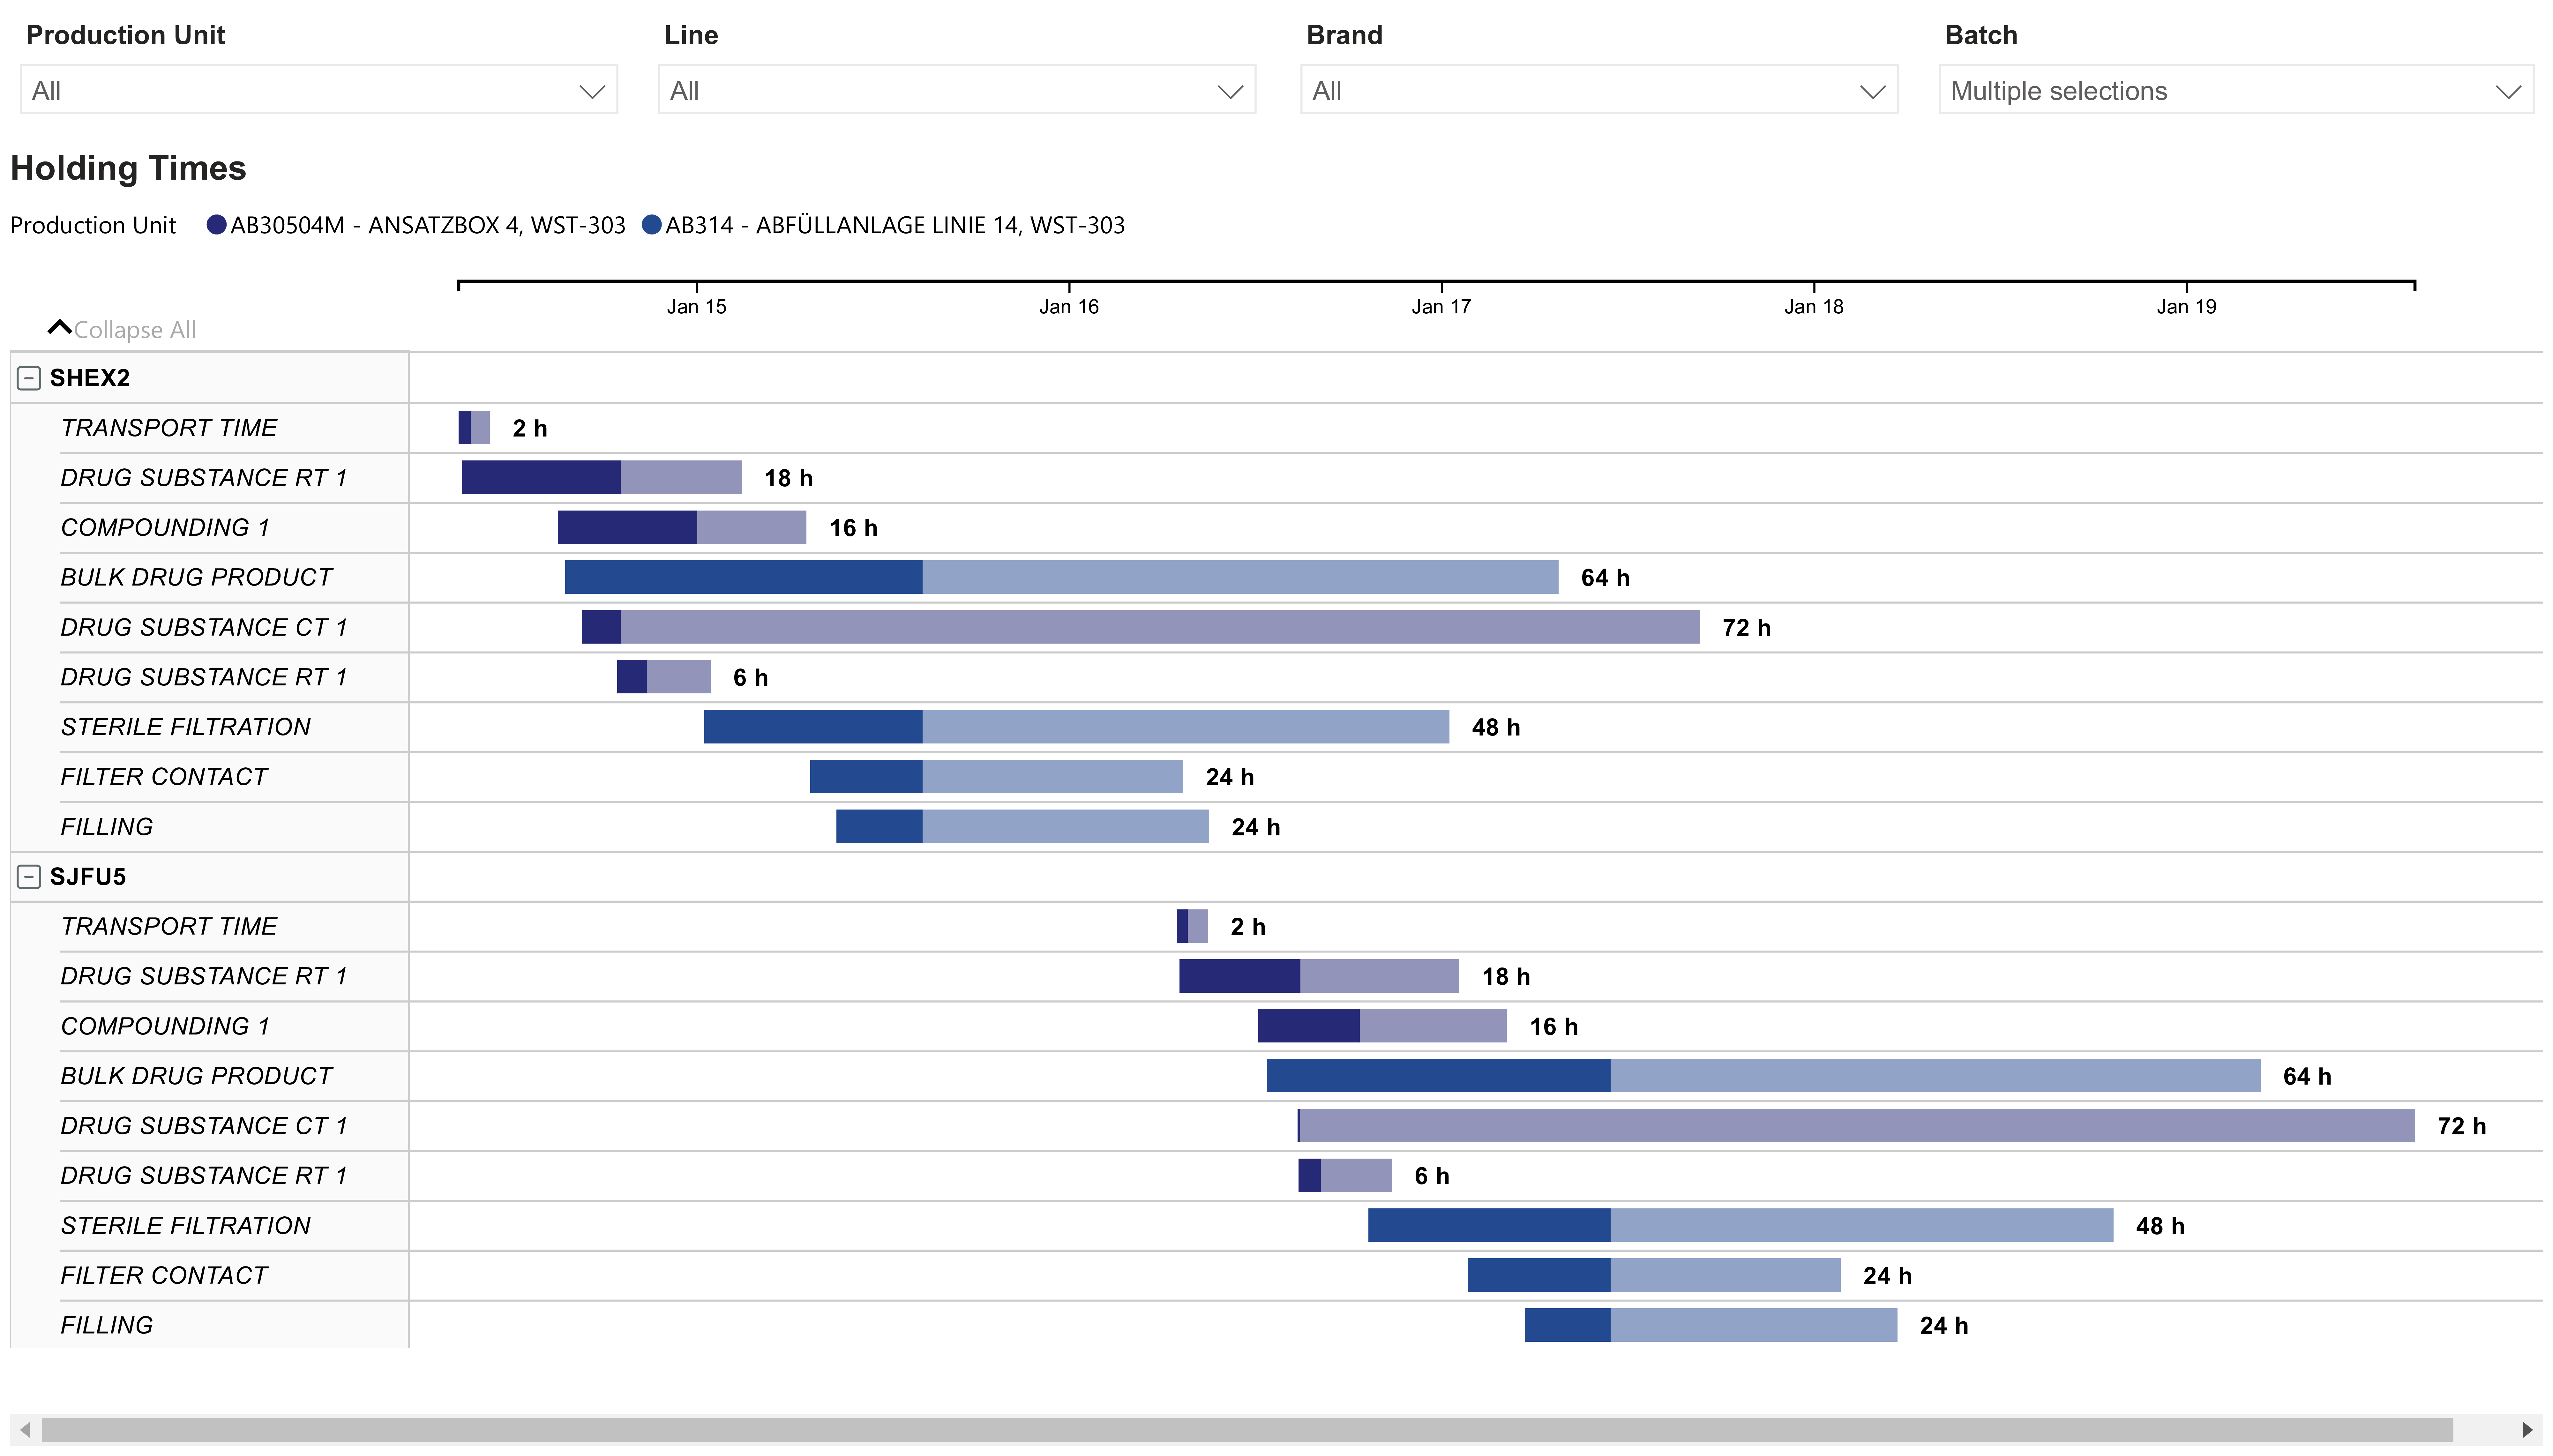 Production Unit
Line
Brand
Batch
All
All
All
Multiple selections
Holding Times
Production Unit AB30504M - ANSATZBOX 4, WST-303 AB314 - ABFÜLLANLAGE LINIE 14, WST-303
Jan 15 Jan 16 Jan 17 Jan 18 Jan 19
Collapse All
SHEX2
TRANSPORT TIME 2 h
DRUG SUBSTANCE RT 1 18 h
COMPOUNDING 1 16 h
BULK DRUG PRODUCT 64 h
DRUG SUBSTANCE CT 1 72 h
DRUG SUBSTANCE RT 1 6 h
STERILE FILTRATION 48 h
FILTER CONTACT 24 h
FILLING 24 h
SJFU5
TRANSPORT TIME 2 h
DRUG SUBSTANCE RT 1 18 h
COMPOUNDING 1 16 h
BULK DRUG PRODUCT 64 h
DRUG SUBSTANCE CT 1 72 h
DRUG SUBSTANCE RT 1 6 h
STERILE FILTRATION 48 h
FILTER CONTACT 24 h
FILLING 24 h